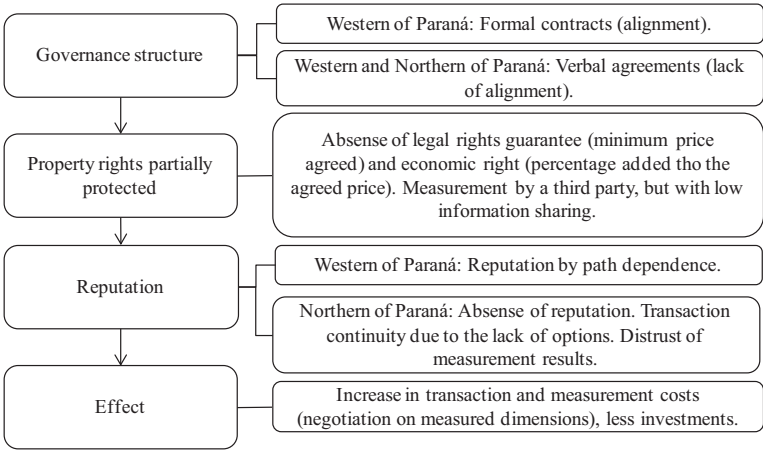 Governance structure
Western of Paraná: Formal contracts (alignment).
Western and Northern of Paraná: Verbal agreements (lack
of alignment).
Property rights partially
protected
Absense of legal rights guarantee (minimum price
agreed) and economic right (percentage added tho the
agreed price). Measurement by a third party, but with low
information sharing.
Reputation
Western of Paraná: Reputation by path dependence.
Northern of Paraná: Absense of reputation. Transaction
continuity due to the lack of options. Distrust of
measurement results.
Effect
Increase in transaction and measurement costs
(negotiation on measured dimensions), less investments.